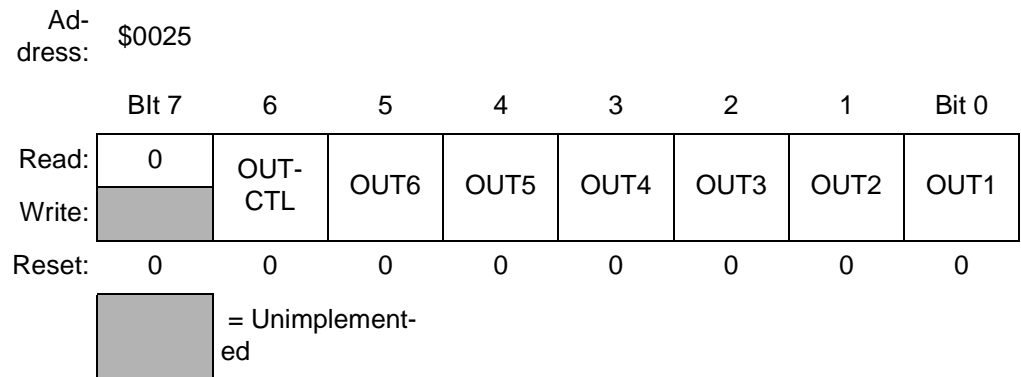 Ad-
dress: $0025
BIt 7 6 5 4 3 2 1 Bit 0
Read: 0 OUT-
CTL OUT6 OUT5 OUT4 OUT3 OUT2 OUT1
Write:
Reset: 0 0 0 0 0 0 0 0
= Unimplement-
ed